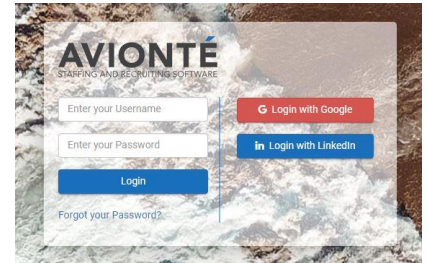 AVIONTÉ
STAFFING AND RECRUITING SOFTWARE
Enter your Username
Enter your Password
Login
Forgot your Password?
G Login with Google
in Login with LinkedIn